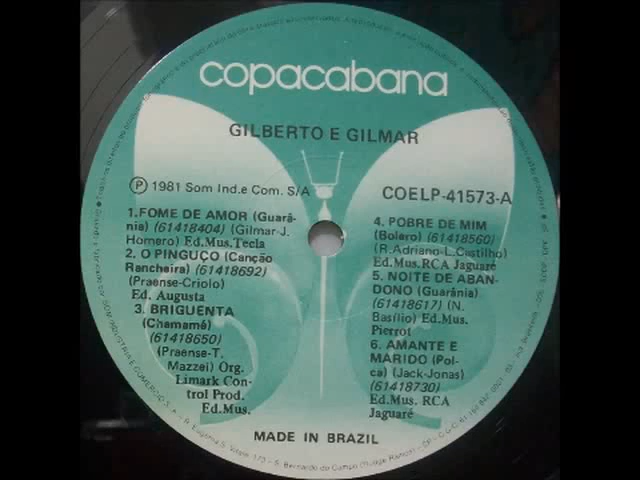 copacabana
GILBERTO E GILMAR
Ⓟ 1981 Som Ind.e Com. S/A
COELP-41573-A
1.FOME DE AMOR (Guarâ-
nia) (61418404) (Gilmar-J.
Homero) Ed.Mus.Tecla
2. O PINGUÇO (Canção
Rancheira) (61418692)
(Praense-Criolo)
Ed. Augusta
3. BRIGUENTA
(Chamamé)
(61418650)
(Praense-T.
Mazzei) Org.
Limark Con-
trol Prod.
Ed.Mus.
4. POBRE DE MIM
(Bolero) (61418560)
(R.Adriano-L.Castilho)
Ed.Mus.RCA Jaguaré
5. NOITE DE ABAN-
DONO (Guarânia)
(61418617) (N.
Basílio) Ed.Mus.
Pierrot
6. AMANTE E
MARIDO (Pol-
ca) (Jack-Jonas)
(61418730)
Ed.Mus. RCA
Jaguaré
MADE IN BRAZIL